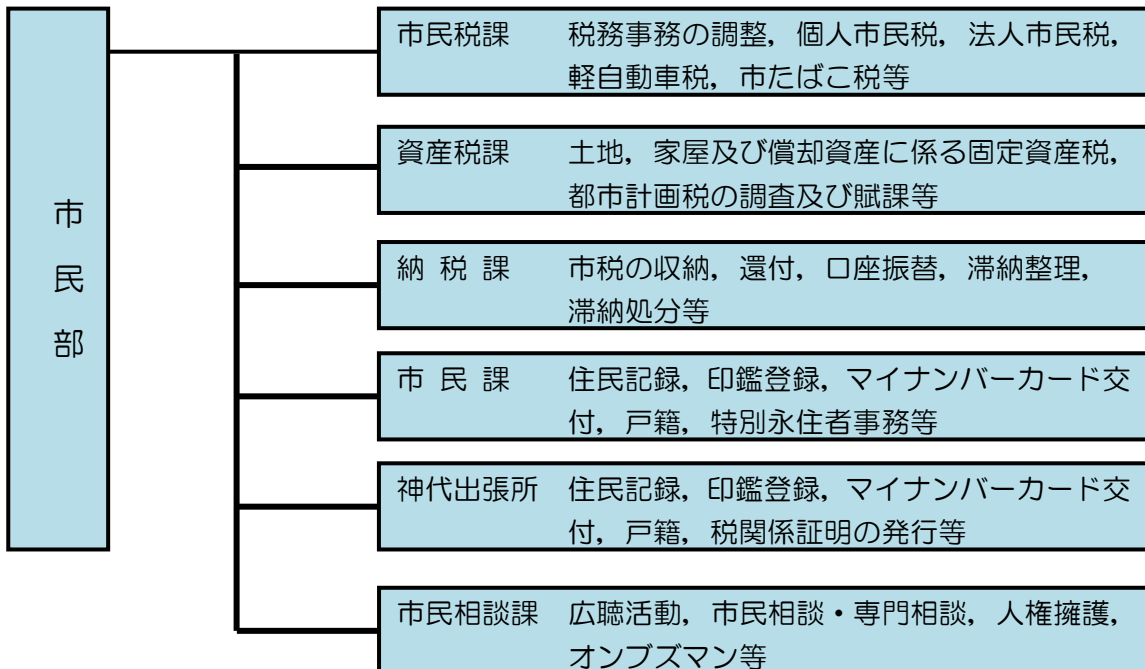 市民部
市民税課 税務事務の調整，個人市民税，法人市民税，
軽自動車税，市たばこ税等
資産税課 土地，家屋及び償却資産に係る固定資産税，
都市計画税の調査及び賦課等
納 税 課 市税の収納，還付，口座振替，滞納整理，
滞納処分等
市 民 課 住民記録，印鑑登録，マイナンバーカード交
付，戸籍，特別永住者事務等
神代出張所 住民記録，印鑑登録，マイナンバーカード交
付，戸籍，税関係証明の発行等
市民相談課 広聴活動，市民相談・専門相談，人権擁護，
オンブズマン等